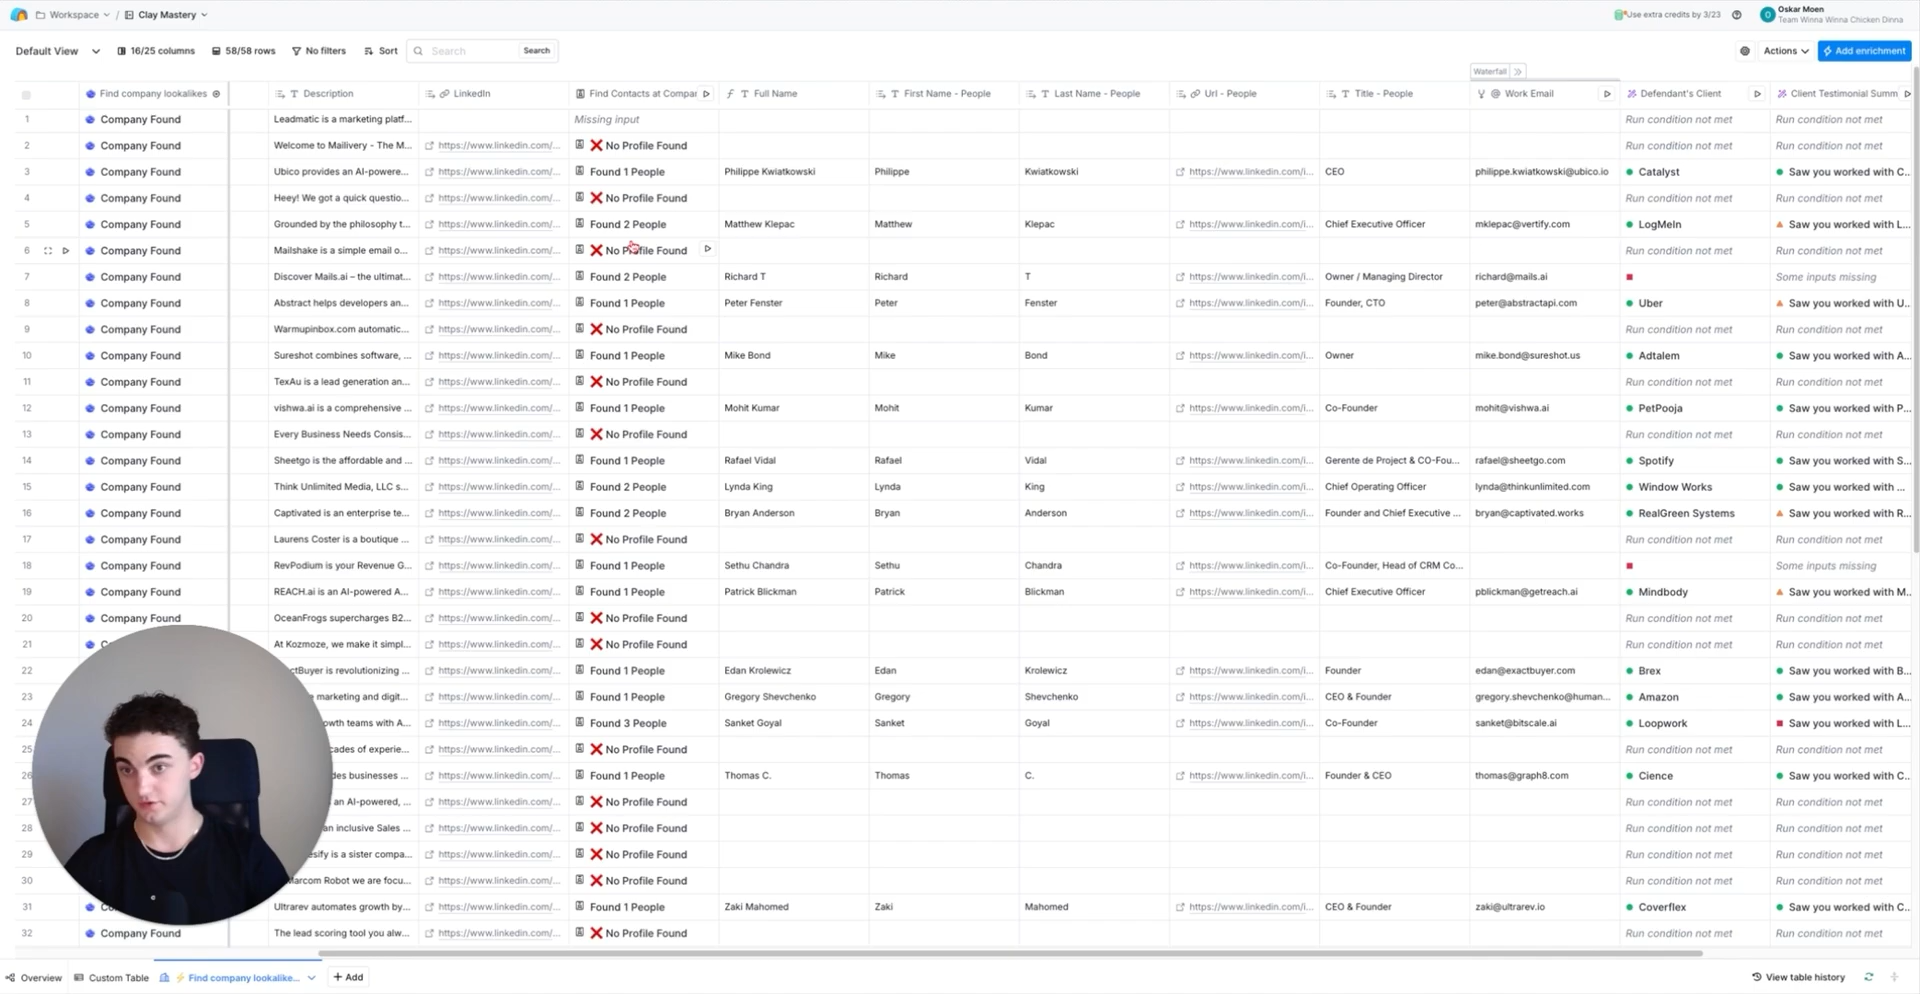 Workspace / Clay Mastery
Use extra credits by 3/23
Oskar Moen
Team Winna Winna Chicken Dinna
Default View 16/25 columns 58/58 rows No filters Sort Search Search Actions Add enrichment
Waterfall
Find company lookalikes Description LinkedIn Find Contacts at Compar Full Name First Name - People Last Name - People Url - People Title - People Work Email Defendant's Client Client Testimonial Summ
1 Company Found Leadmatic is a marketing platf... Missing input Run condition not met Run condition not met
2 Company Found Welcome to Mailivery - The M... https://www.linkedin.com/... No Profile Found Run condition not met Run condition not met
3 Company Found Ubico provides an AI-powere... https://www.linkedin.com/... Found 1 People Philippe Kwiatkowski Philippe Kwiatkowski https://www.linkedin.com/i... CEO philippe.kwiatkowski@ubico.io Catalyst Saw you worked with C...
4 Company Found Heey! We got a quick questio... https://www.linkedin.com/... No Profile Found Run condition not met Run condition not met
5 Company Found Grounded by the philosophy t... https://www.linkedin.com/... Found 2 People Matthew Klepac Matthew Klepac https://www.linkedin.com/i... Chief Executive Officer mklepac@vertify.com LogMeIn Saw you worked with L...
6 Company Found Mailshake is a simple email o... https://www.linkedin.com/... No Profile Found Run condition not met Run condition not met
7 Company Found Discover Mails.ai – the ultimat... https://www.linkedin.com/... Found 2 People Richard T Richard T https://www.linkedin.com/i... Owner / Managing Director richard@mails.ai Some inputs missing
8 Company Found Abstract helps developers an... https://www.linkedin.com/... Found 1 People Peter Fenster Peter Fenster https://www.linkedin.com/i... Founder, CTO peter@abstractapi.com Uber Saw you worked with U...
9 Company Found Warmupinbox.com automatic... https://www.linkedin.com/... No Profile Found Run condition not met Run condition not met
10 Company Found Sureshot combines software, ... https://www.linkedin.com/... Found 1 People Mike Bond Mike Bond https://www.linkedin.com/i... Owner mike.bond@sureshot.us Adtalem Saw you worked with A...
11 Company Found TexAu is a lead generation an... https://www.linkedin.com/... No Profile Found Run condition not met Run condition not met
12 Company Found vishwa.ai is a comprehensive ... https://www.linkedin.com/... Found 1 People Mohit Kumar Mohit Kumar https://www.linkedin.com/i... Co-Founder mohit@vishwa.ai PetPooja Saw you worked with P...
13 Company Found Every Business Needs Consis... https://www.linkedin.com/... No Profile Found Run condition not met Run condition not met
14 Company Found Sheetgo is the affordable and ... https://www.linkedin.com/... Found 1 People Rafael Vidal Rafael Vidal https://www.linkedin.com/i... Gerente de Project & CO-Fou... rafael@sheetgo.com Spotify Saw you worked with S...
15 Company Found Think Unlimited Media, LLC s... https://www.linkedin.com/... Found 2 People Lynda King Lynda King https://www.linkedin.com/i... Chief Operating Officer lynda@thinkunlimited.com Window Works Saw you worked with ...
16 Company Found Captivated is an enterprise te... https://www.linkedin.com/... Found 2 People Bryan Anderson Bryan Anderson https://www.linkedin.com/i... Founder and Chief Executive ... bryan@captivated.works RealGreen Systems Saw you worked with R...
17 Company Found Laurens Coster is a boutique ... https://www.linkedin.com/... No Profile Found Run condition not met Run condition not met
18 Company Found RevPodium is your Revenue G... https://www.linkedin.com/... Found 1 People Sethu Chandra Sethu Chandra https://www.linkedin.com/i... Co-Founder, Head of CRM Co... Some inputs missing
19 Company Found REACH.ai is an AI-powered A... https://www.linkedin.com/... Found 1 People Patrick Blickman Patrick Blickman https://www.linkedin.com/i... Chief Executive Officer pblickman@getreach.ai Mindbody Saw you worked with M...
20 Company Found OceanFrogs supercharges B2... https://www.linkedin.com/... No Profile Found Run condition not met Run condition not met
21 At Kozmoze, we make it simpl... https://www.linkedin.com/... No Profile Found Run condition not met Run condition not met
22 ctBuyer is revolutionizing ... https://www.linkedin.com/... Found 1 People Edan Krolewicz Edan Krolewicz https://www.linkedin.com/i... Founder edan@exactbuyer.com Brex Saw you worked with B...
23 marketing and digit... https://www.linkedin.com/... Found 1 People Gregory Shevchenko Gregory Shevchenko https://www.linkedin.com/i... CEO & Founder gregory.shevchenko@human... Amazon Saw you worked with A...
24 owth teams with A... https://www.linkedin.com/... Found 3 People Sanket Goyal Sanket Goyal https://www.linkedin.com/i... Co-Founder sanket@bitscale.ai Loopwork Saw you worked with L...
25 cades of experie... https://www.linkedin.com/... No Profile Found Run condition not met Run condition not met
26 des businesses ... https://www.linkedin.com/... Found 1 People Thomas C. Thomas C. https://www.linkedin.com/i... Founder & CEO thomas@graph8.com Cience Saw you worked with C...
27 an AI-powered, ... https://www.linkedin.com/... No Profile Found Run condition not met Run condition not met
28 an inclusive Sales ... https://www.linkedin.com/... No Profile Found Run condition not met Run condition not met
29 esify is a sister compa... https://www.linkedin.com/... No Profile Found Run condition not met Run condition not met
30 Marcom Robot we are focu... https://www.linkedin.com/... No Profile Found Run condition not met Run condition not met
31 Ultrarev automates growth by... https://www.linkedin.com/... Found 1 People Zaki Mahomed Zaki Mahomed https://www.linkedin.com/i... CEO & Founder zaki@ultrarev.io Coverflex Saw you worked with C...
32 Company Found The lead scoring tool you alw... https://www.linkedin.com/... No Profile Found Run condition not met Run condition not met
Overview Custom Table Find company lookalike... + Add View table history